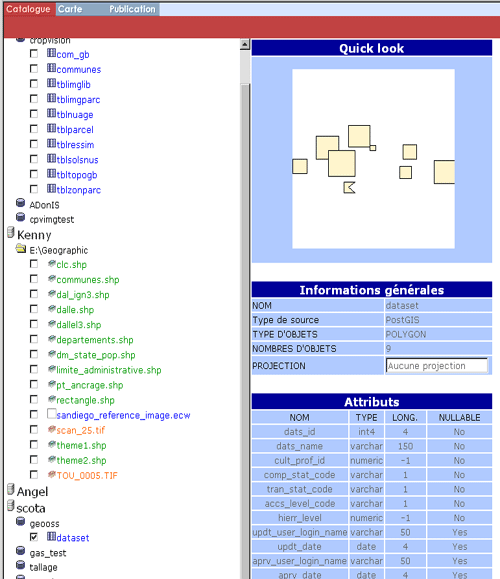 Catalogue Carte Publication
cropvision
com_gb
communes
tblimglib
tblimgparc
tblnuage
tblparcel
tblressim
tblsolsnus
tbltopogb
tblzonparc
ADonIS
cpvimgtest
Kenny
E:\Geographic
clc.shp
communes.shp
dal_ign3.shp
dalle.shp
dallel3.shp
departements.shp
dm_state_pop.shp
limite_administrative.shp
pt_ancrage.shp
rectangle.shp
sandiego_reference_image.ecw
scan_25.tif
theme1.shp
theme2.shp
TOU_0005.TIF
Angel
scota
geooss
dataset
gas_test
tallage
Quick look
Informations générales
NOM dataset
Type de source PostGIS
TYPE D'OBJETS POLYGON
NOMBRES D'OBJETS 9
PROJECTION Aucune projection
Attributs
NOM TYPE LONG. NULLABLE
dats_id int4 4 No
dats_name varchar 150 No
cult_prof_id numeric -1 No
comp_stat_code varchar 1 No
tran_stat_code varchar 1 No
accs_level_code varchar 1 No
hierr_level numeric -1 No
updt_user_login_name varchar 50 Yes
updt_date date 4 Yes
aprv_user_login_name varchar 50 Yes
aprv_date date 4 Yes